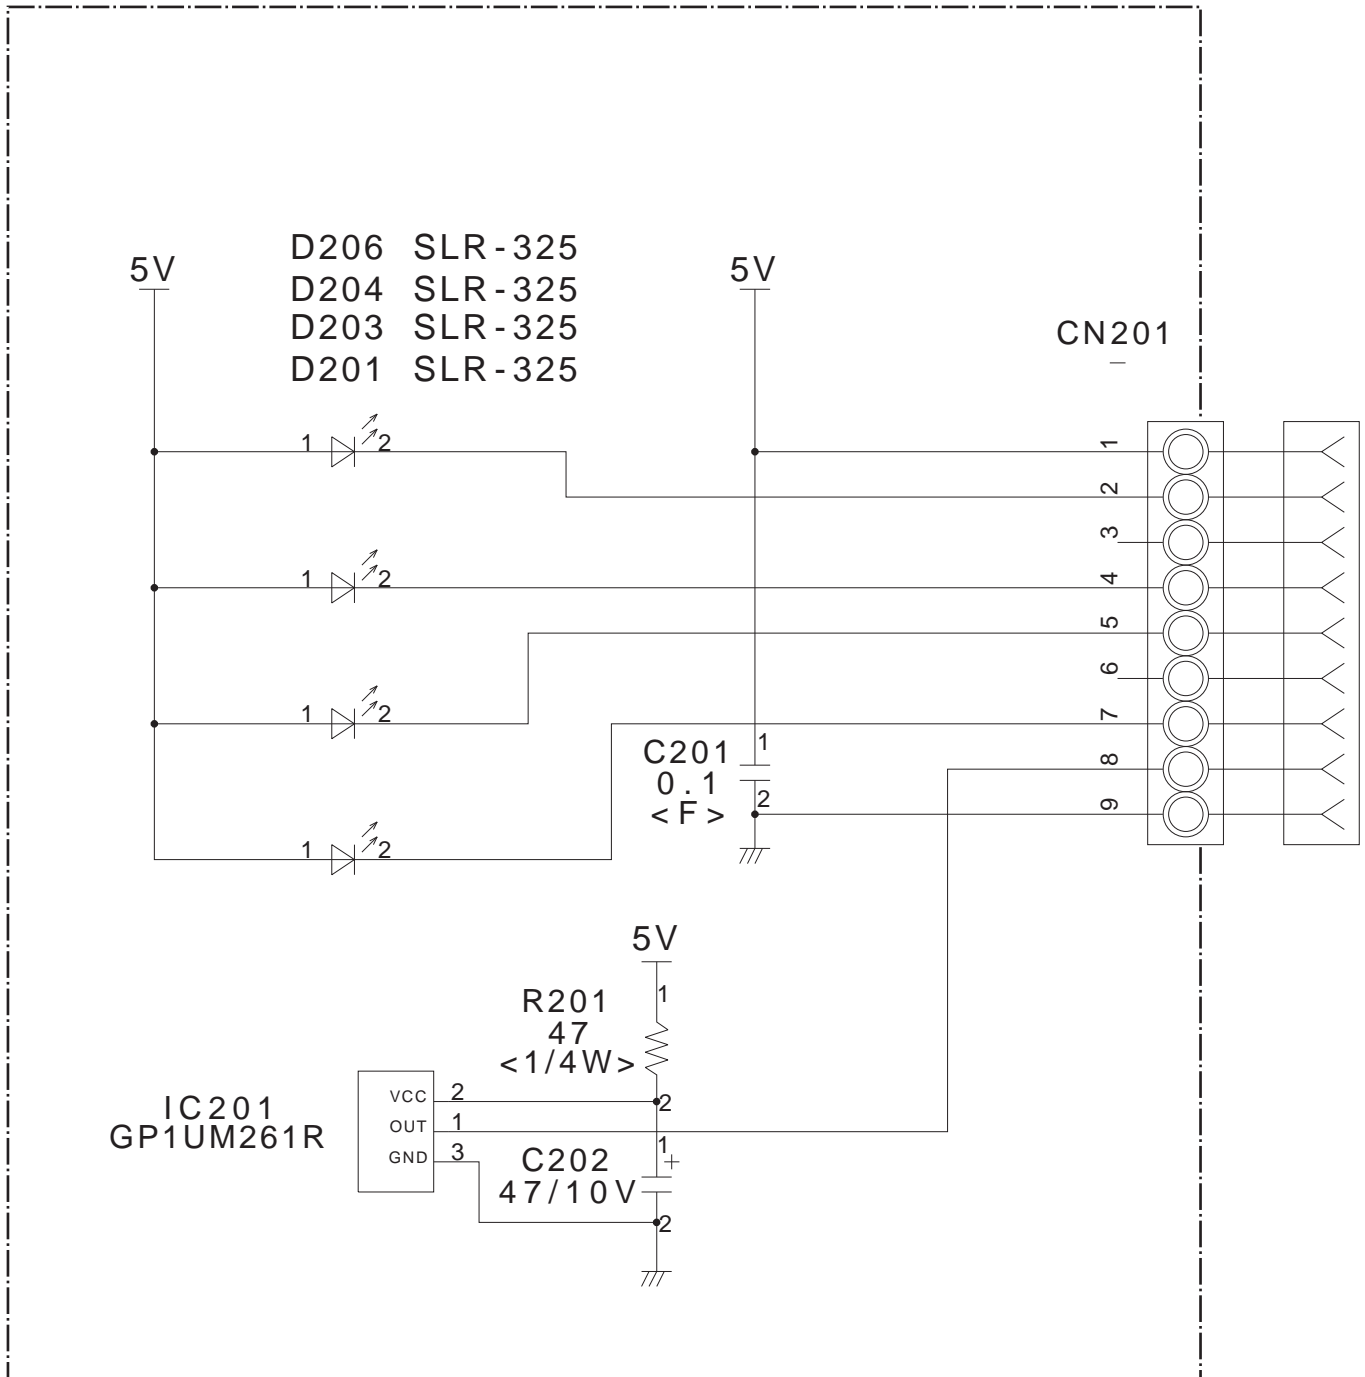 D206 SLR-325
5V
5V
D204 SLR-325
D203 SLR-325
CN201
D201 SLR-325
1 2
1
2
3
1 2
4
5
6
1 2
7
C201
1
8
0.1
<F>
2
9
1 2
5V
R201
1
47
<1/4W>
IC201
GP1UM261R
VCC 2
2
OUT 1
GND 3
C202
1 +
47/10V
2